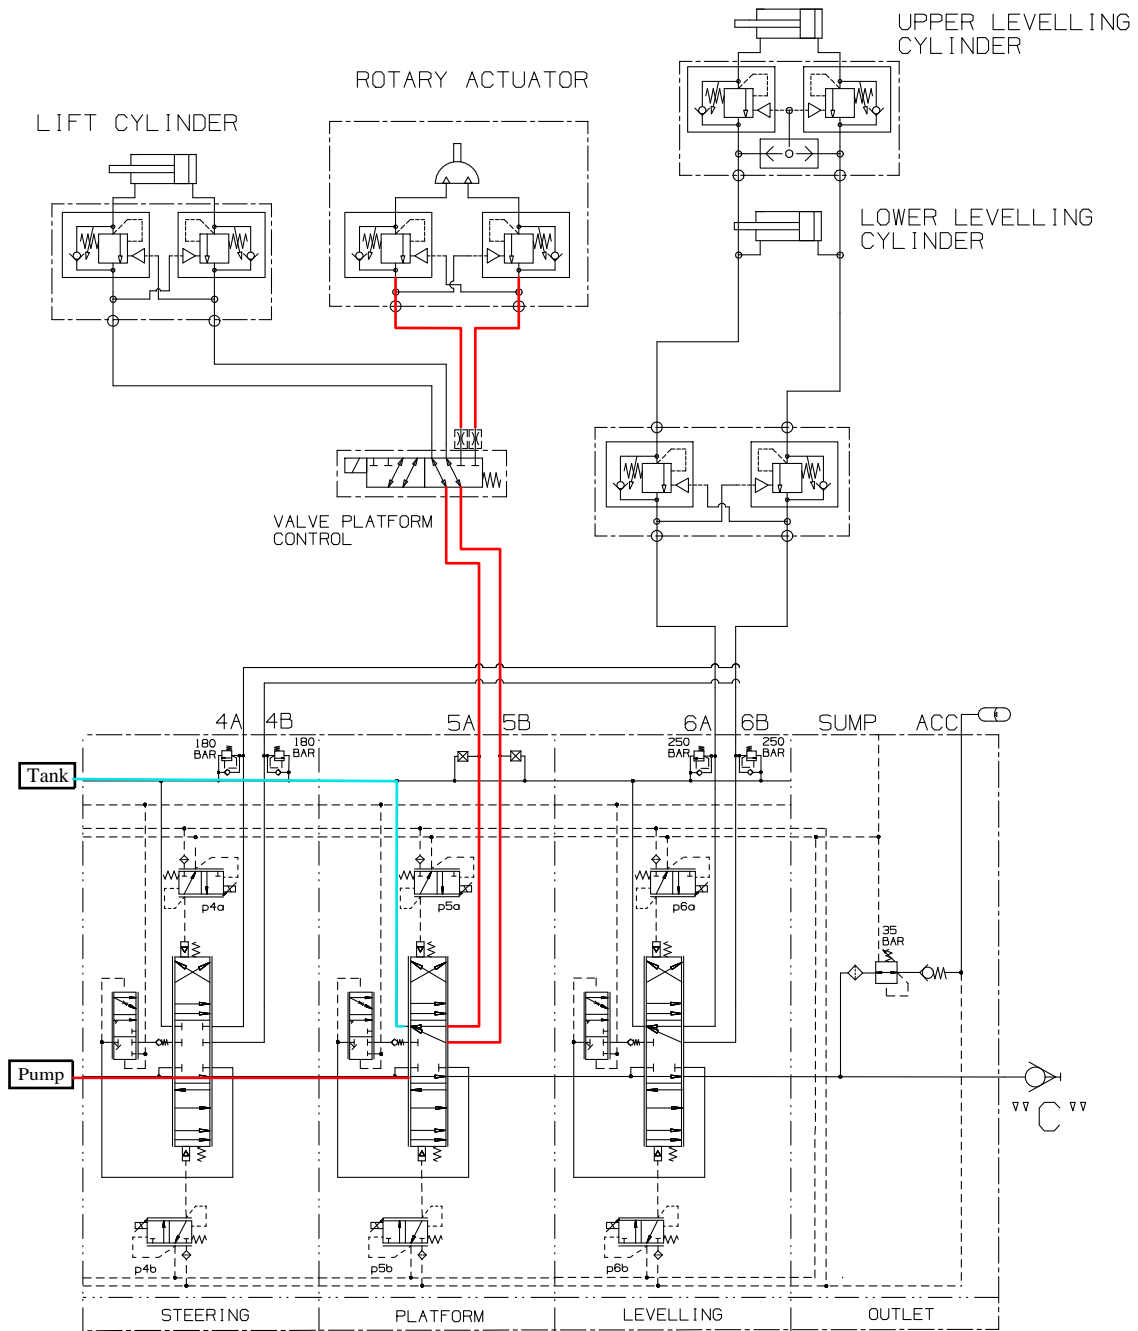 UPPER LEVELLING
CYLINDER
ROTARY ACTUATOR
LIFT CYLINDER
LOWER LEVELLING
CYLINDER
VALVE PLATFORM
CONTROL
4A 4B
5A 5B
6A 6B
SUMP
ACC
180
BAR
180
BAR
250
BAR
250
BAR
Tank
p4a
p5a
p6a
35
BAR
Pump
"C"
p4b
p5b
p6b
STEERING
PLATFORM
LEVELLING
OUTLET